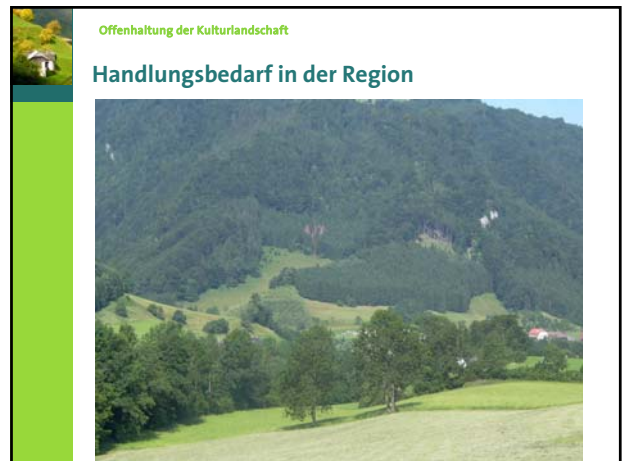 Offenhaltung der Kulturlandschaft
Handlungsbedarf in der Region